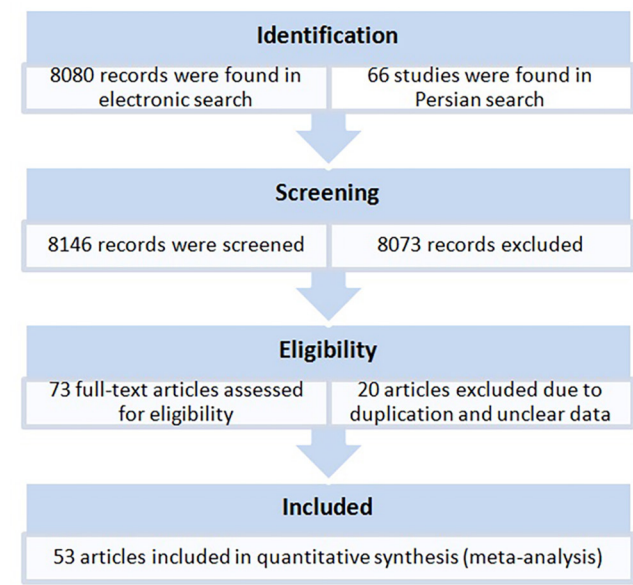 Identification
8080 records were found in
electronic search
66 studies were found in
Persian search
Screening
8146 records were screened
8073 records excluded
Eligibility
73 full-text articles assessed
for eligibility
20 articles excluded due to
duplication and unclear data
Included
53 articles included in quantitative synthesis (meta-analysis)